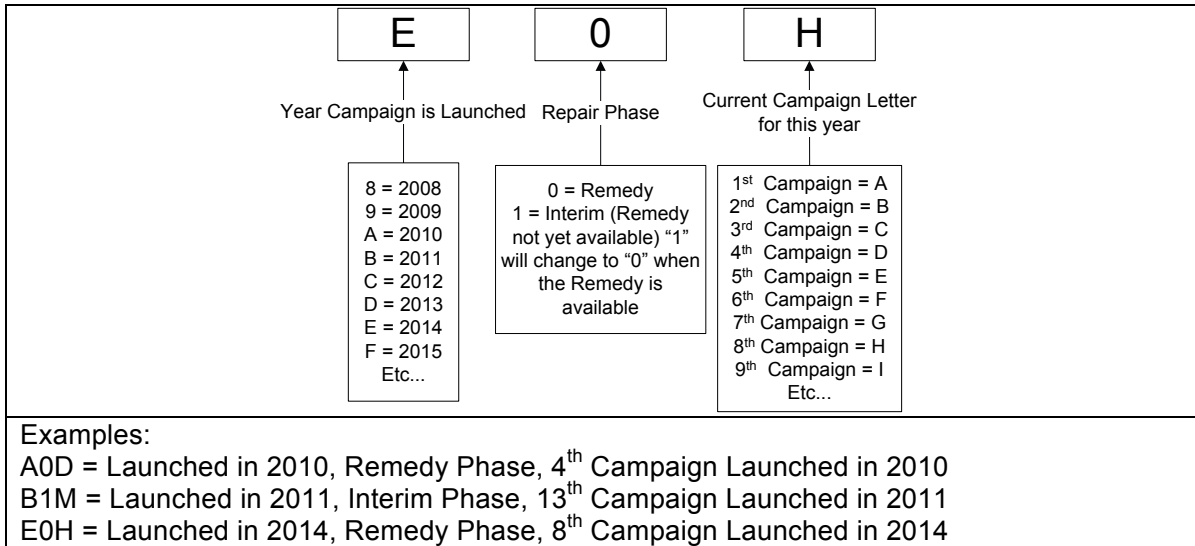 E 0 H
Year Campaign is Launched
Repair Phase
Current Campaign Letter
for this year
8 = 2008
9 = 2009
A = 2010
B = 2011
C = 2012
D = 2013
E = 2014
F = 2015
Etc...
0 = Remedy
1 = Interim (Remedy
not yet available) “1”
will change to “0” when
the Remedy is
available
1st Campaign = A
2nd Campaign = B
3rd Campaign = C
4th Campaign = D
5th Campaign = E
6th Campaign = F
7th Campaign = G
8th Campaign = H
9th Campaign = I
Etc...
Examples:
A0D = Launched in 2010, Remedy Phase, 4th Campaign Launched in 2010
B1M = Launched in 2011, Interim Phase, 13th Campaign Launched in 2011
E0H = Launched in 2014, Remedy Phase, 8th Campaign Launched in 2014